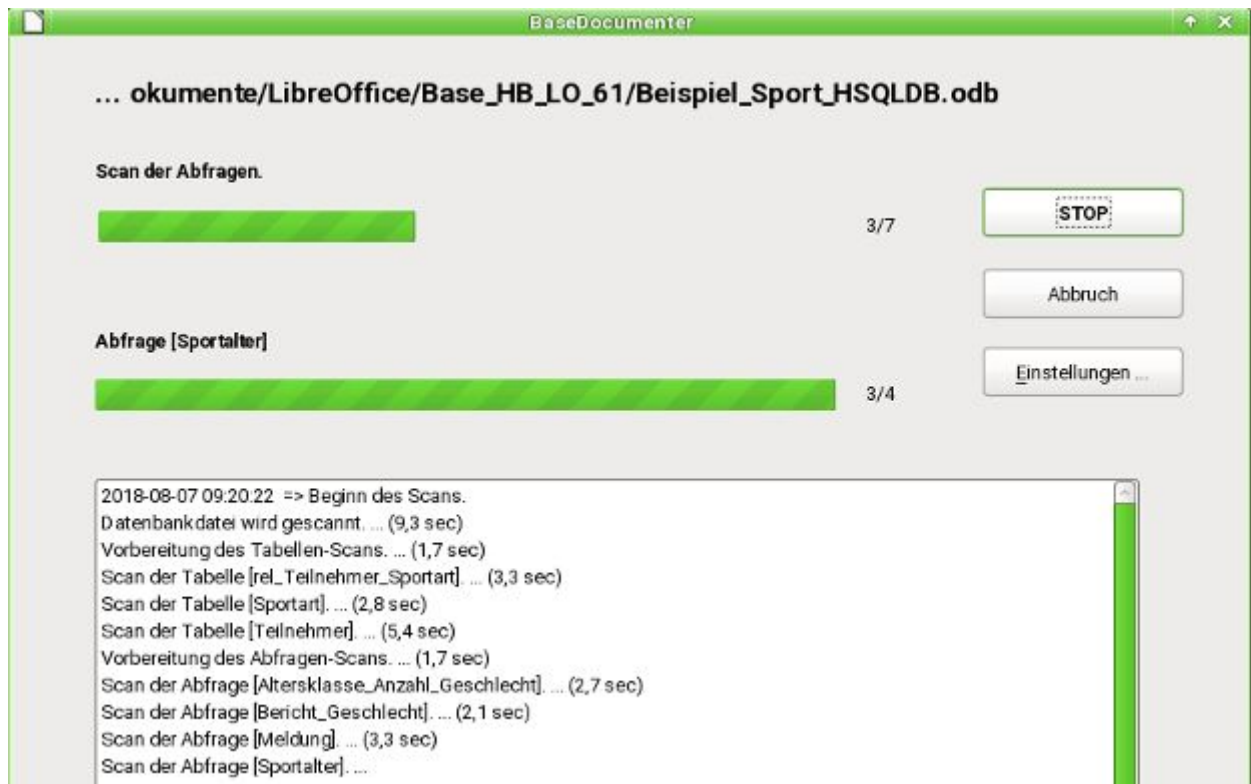 BaseDocumenter
... okumente/LibreOffice/Base_HB_LO_61/Beispiel_Sport_HSQLDB.odb
Scan der Abfragen.
3/7
STOP
Abbruch
Abfrage [Sportalter]
3/4
Einstellungen ...
2018-08-07 09:20:22 => Beginn des Scans.
Datenbankdatei wird gescannt. ... (9,3 sec)
Vorbereitung des Tabellen-Scans. ... (1,7 sec)
Scan der Tabelle [rel_Teilnehmer_Sportart]. ... (3,3 sec)
Scan der Tabelle [Sportart]. ... (2,8 sec)
Scan der Tabelle [Teilnehmer]. ... (5,4 sec)
Vorbereitung des Abfragen-Scans. ... (1,7 sec)
Scan der Abfrage [Altersklasse_Anzahl_Geschlecht]. ... (2,7 sec)
Scan der Abfrage [Bericht_Geschlecht]. ... (2,1 sec)
Scan der Abfrage [Meldung]. ... (3,3 sec)
Scan der Abfrage [Sportalter]. ...